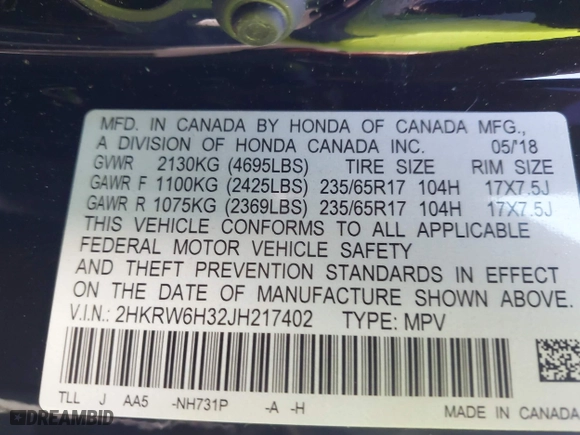 MFD. IN CANADA BY HONDA OF CANADA MFG.,
A DIVISION OF HONDA CANADA INC. 05/'18
GVWR 2130KG (4695LBS) TIRE SIZE RIM SIZE
GAWR F 1100KG (2425LBS) 235/65R17 104H 17X7.5J
GAWR R 1075KG (2369LBS) 235/65R17 104H 17X7.5J
THIS VEHICLE CONFORMS TO ALL APPLICABLE
FEDERAL MOTOR VEHICLE SAFETY
AND THEFT PREVENTION STANDARDS IN EFFECT
ON THE DATE OF MANUFACTURE SHOWN ABOVE.
V.I.N.: 2HKRW6H32JH217402 TYPE: MPV
TLL J AA5 -NH731P -A -H
MADE IN CANADA
DREAMBID